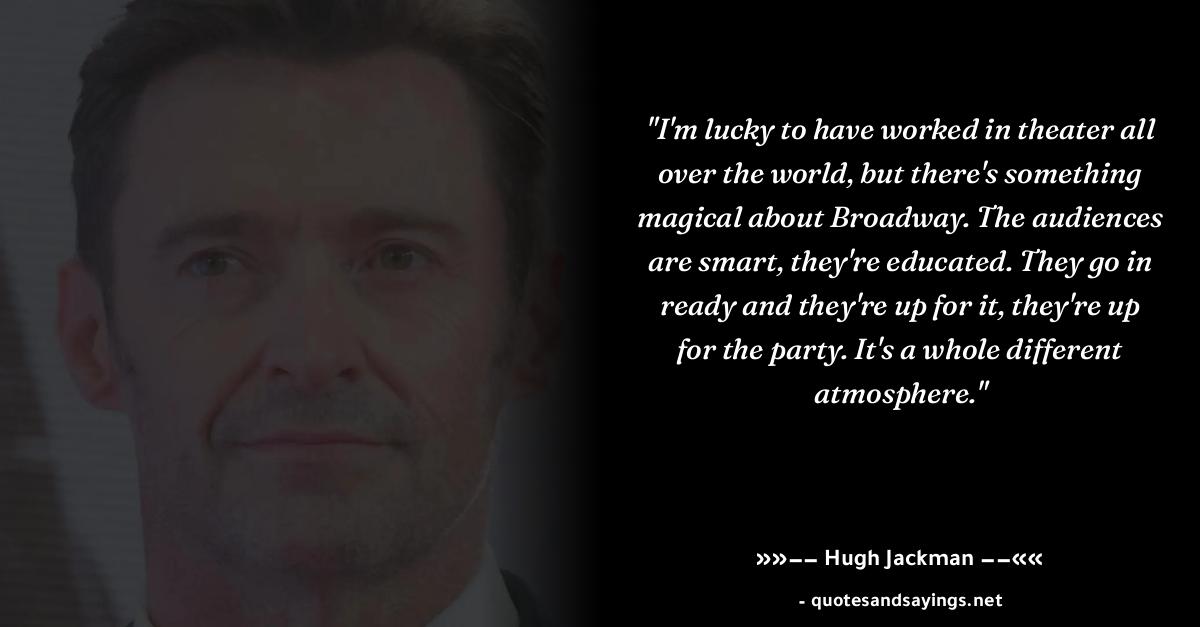 "I'm lucky to have worked in theater all
over the world, but there's something
magical about Broadway. The audiences
are smart, they're educated. They go in
ready and they're up for it, they're up
for the party. It's a whole different
atmosphere."
»»−− Hugh Jackman −−««
- quotesandsayings.net